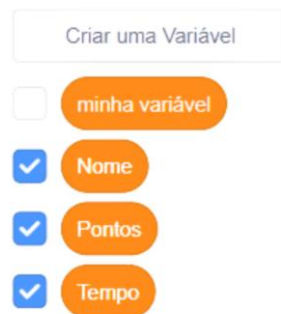 Criar uma Variável
minha variável
Nome
Pontos
Tempo